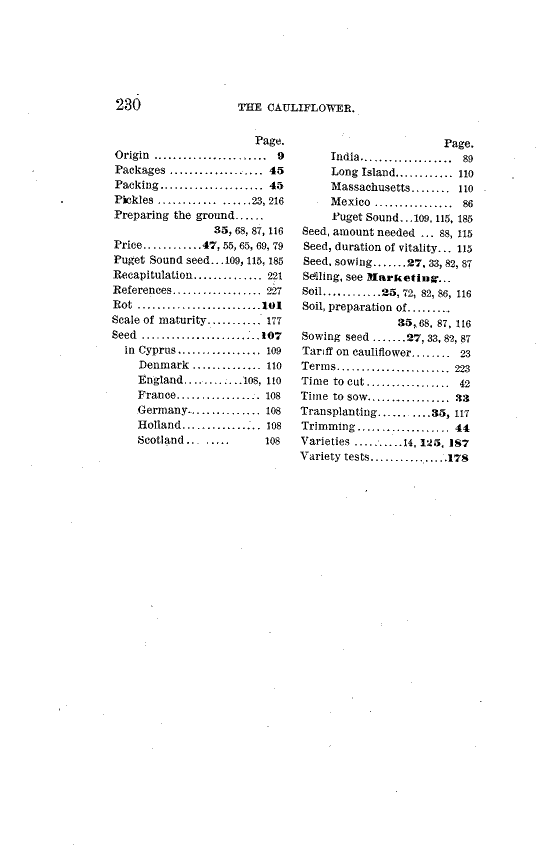 230 THE CAULIFLOWER.
Page.
Origin ....................... 9
Packages ................... 45
Packing..................... 45
Pickles ............ ......23, 216
Preparing the ground......
35, 68, 87, 116
Price............47, 55, 65, 69, 79
Puget Sound seed...109, 115, 185
Recapitulation.............. 221
References.................. 227
Rot .........................101
Scale of maturity........... 177
Seed ........................107
in Cyprus................. 109
Denmark .............. 110
England............108, 110
France................. 108
Germany............... 108
Holland................ 108
Scotland... ..... 108
Page.
India................... 89
Long Island............ 110
Massachusetts........ 110
Mexico ................ 86
Puget Sound...109, 115, 185
Seed, amount needed ... 88, 115
Seed, duration of vitality... 115
Seed, sowing.......27, 33, 82, 87
Selling, see Marketing...
Soil............25, 72, 82, 86, 116
Soil, preparation of.........
35, 68, 87, 116
Sowing seed .......27, 33, 82, 87
Tariff on cauliflower........ 23
Terms....................... 223
Time to cut................. 42
Time to sow................. 33
Transplanting...........35, 117
Trimming................... 44
Varieties ..........14, 125, 187
Variety tests................178